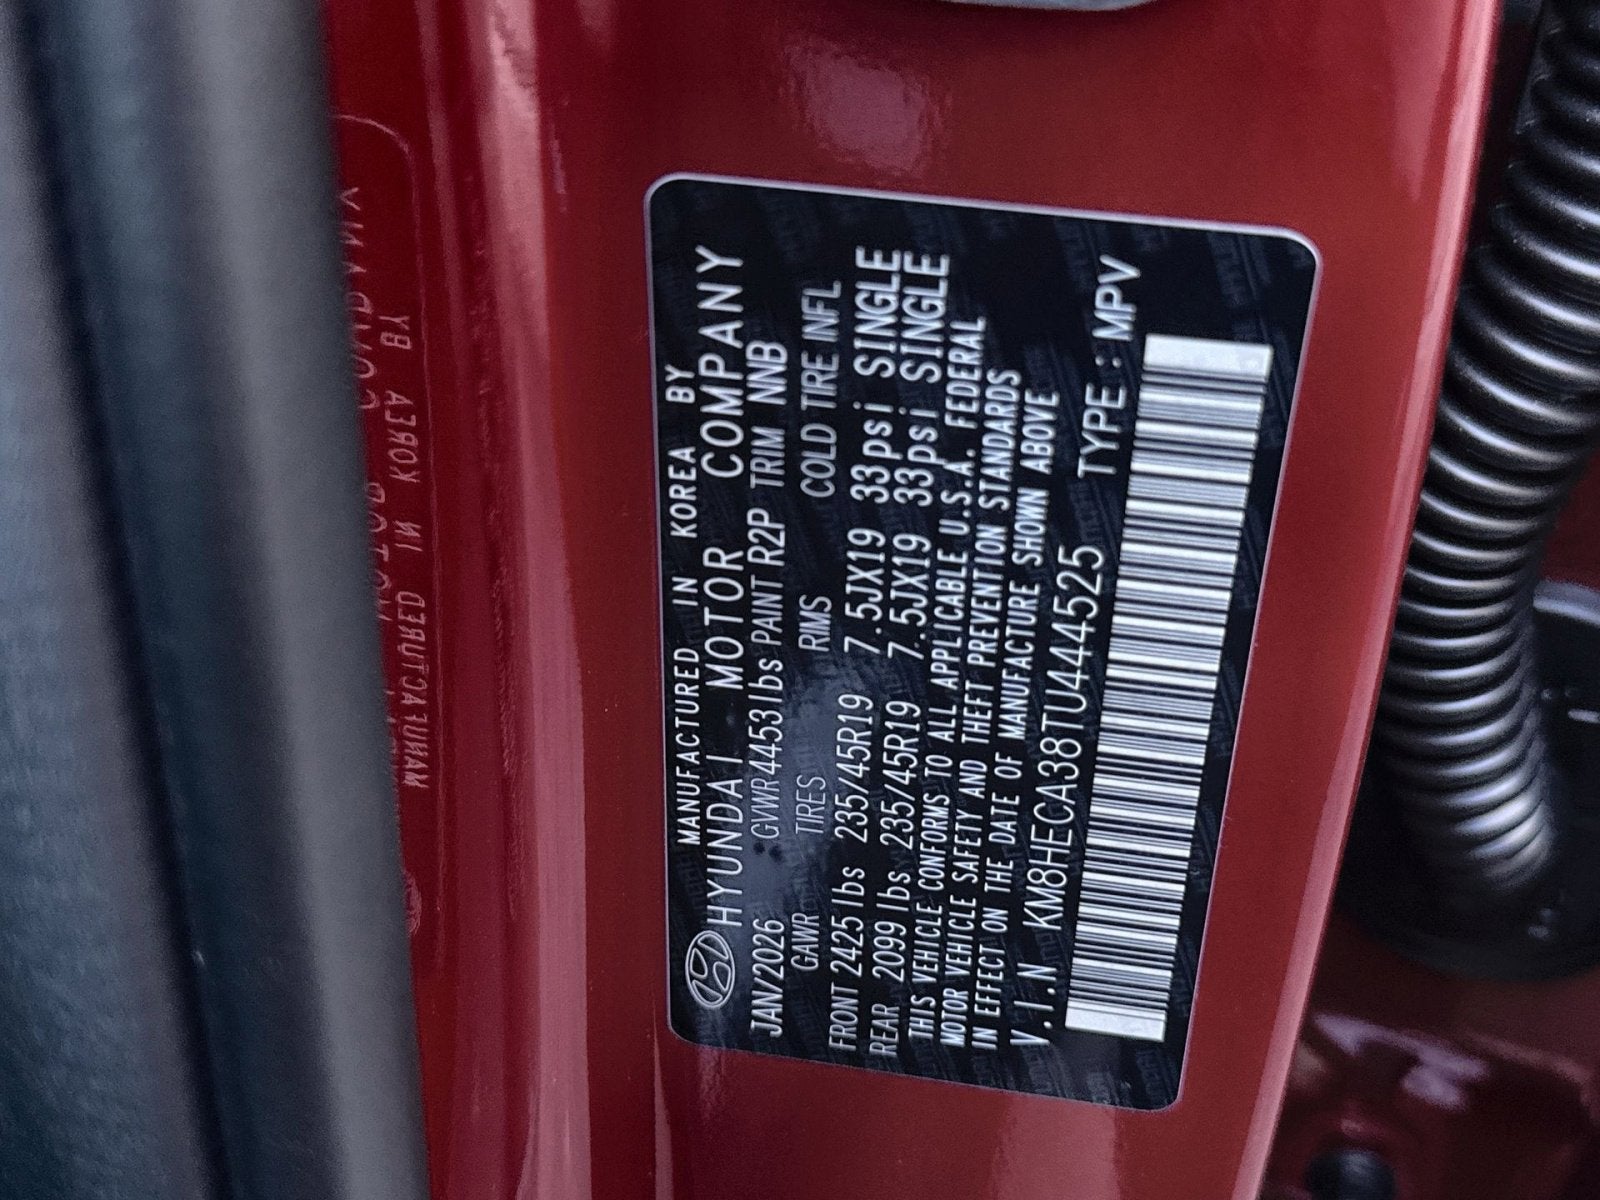 MANUFACTURED IN KOREA BY
HYUNDAI MOTOR COMPANY
JAN/2026 GVWR 4453lbs PAINT R2P TRIM NNB
GAWR TIRES RIMS COLD TIRE INFL
FRONT 2425 lbs 235/45R19 7.5JX19 33psi SINGLE
REAR 2099 lbs 235/45R19 7.5JX19 33psi SINGLE
THIS VEHICLE CONFORMS TO ALL APPLICABLE U.S.A. FEDERAL
MOTOR VEHICLE SAFETY AND THEFT PREVENTION STANDARDS
IN EFFECT ON THE DATE OF MANUFACTURE SHOWN ABOVE
V.I.N KM8HECA38TU444525 TYPE : MPV